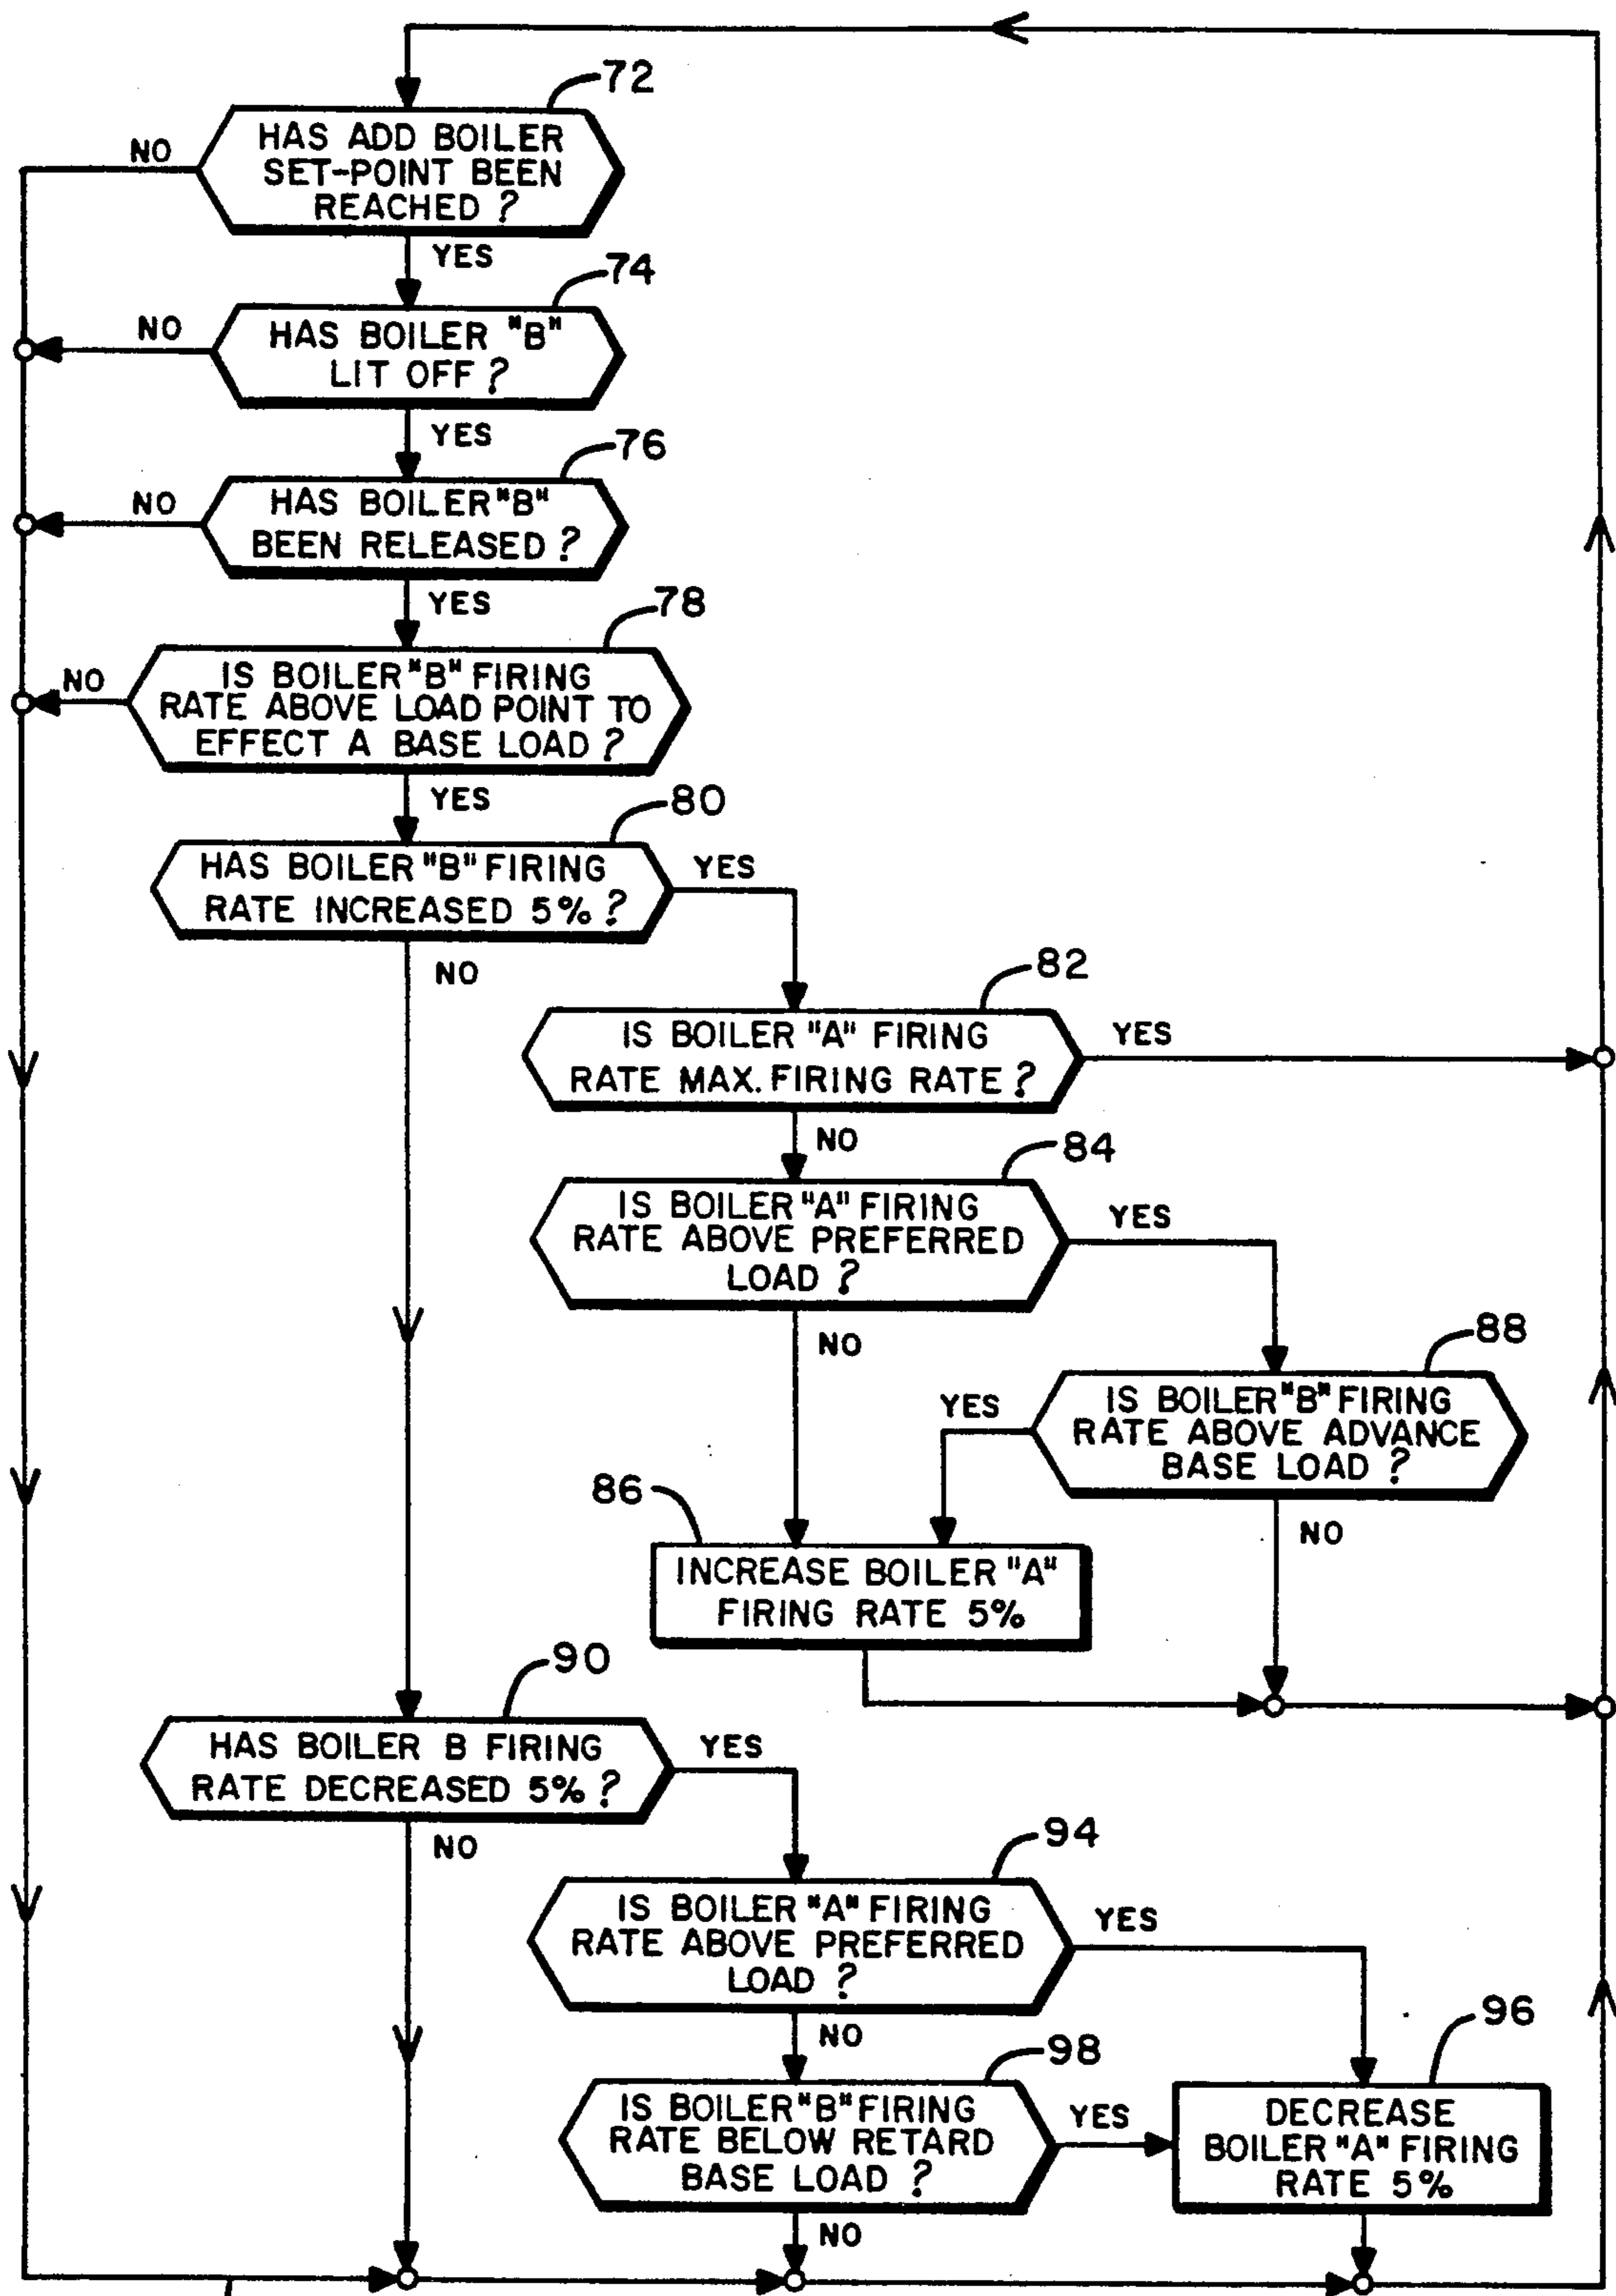 72
HAS ADD BOILER
SET-POINT BEEN
REACHED ?
NO
YES
74
HAS BOILER "B"
LIT OFF ?
NO
YES
76
HAS BOILER "B"
BEEN RELEASED ?
NO
YES
78
IS BOILER "B" FIRING
RATE ABOVE LOAD POINT TO
EFFECT A BASE LOAD ?
NO
YES
80
HAS BOILER "B" FIRING
RATE INCREASED 5% ?
YES
NO
82
IS BOILER "A" FIRING
RATE MAX. FIRING RATE ?
YES
NO
84
IS BOILER "A" FIRING
RATE ABOVE PREFERRED
LOAD ?
YES
NO
88
IS BOILER "B" FIRING
RATE ABOVE ADVANCE
BASE LOAD ?
YES
NO
86
INCREASE BOILER "A"
FIRING RATE 5%
90
HAS BOILER B FIRING
RATE DECREASED 5% ?
YES
NO
94
IS BOILER "A" FIRING
RATE ABOVE PREFERRED
LOAD ?
YES
NO
96
DECREASE
BOILER "A" FIRING
RATE 5%
98
IS BOILER "B" FIRING
RATE BELOW RETARD
BASE LOAD ?
YES
NO